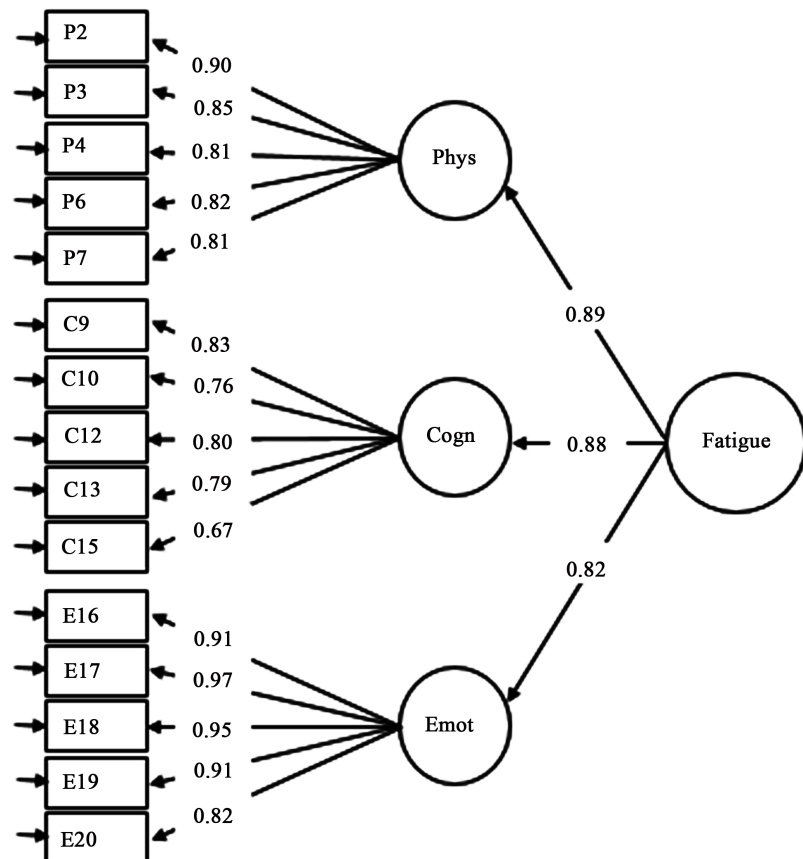 P2
0.90
P3
0.85
P4
0.81
Phys
P6
0.82
P7
0.81
0.89
C9
0.83
C10
0.76
C12
0.80
Cogn
0.88
Fatigue
C13
0.79
C15
0.67
0.82
E16
0.91
E17
0.97
E18
0.95
Emot
E19
0.91
E20
0.82